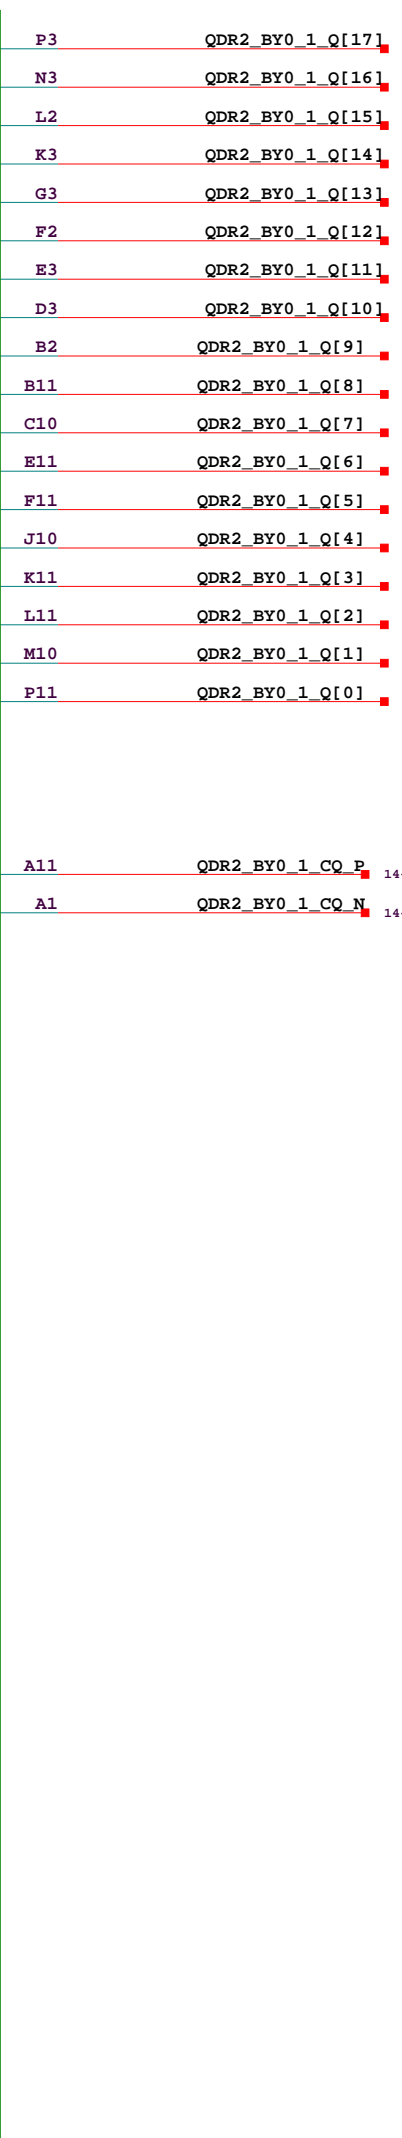 P3 QDR2_BY0_1_Q[17]
N3 QDR2_BY0_1_Q[16]
L2 QDR2_BY0_1_Q[15]
K3 QDR2_BY0_1_Q[14]
G3 QDR2_BY0_1_Q[13]
F2 QDR2_BY0_1_Q[12]
E3 QDR2_BY0_1_Q[11]
D3 QDR2_BY0_1_Q[10]
B2 QDR2_BY0_1_Q[9]
B11 QDR2_BY0_1_Q[8]
C10 QDR2_BY0_1_Q[7]
E11 QDR2_BY0_1_Q[6]
F11 QDR2_BY0_1_Q[5]
J10 QDR2_BY0_1_Q[4]
K11 QDR2_BY0_1_Q[3]
L11 QDR2_BY0_1_Q[2]
M10 QDR2_BY0_1_Q[1]
P11 QDR2_BY0_1_Q[0]
A11 QDR2_BY0_1_CQ_P
A1 QDR2_BY0_1_CQ_N